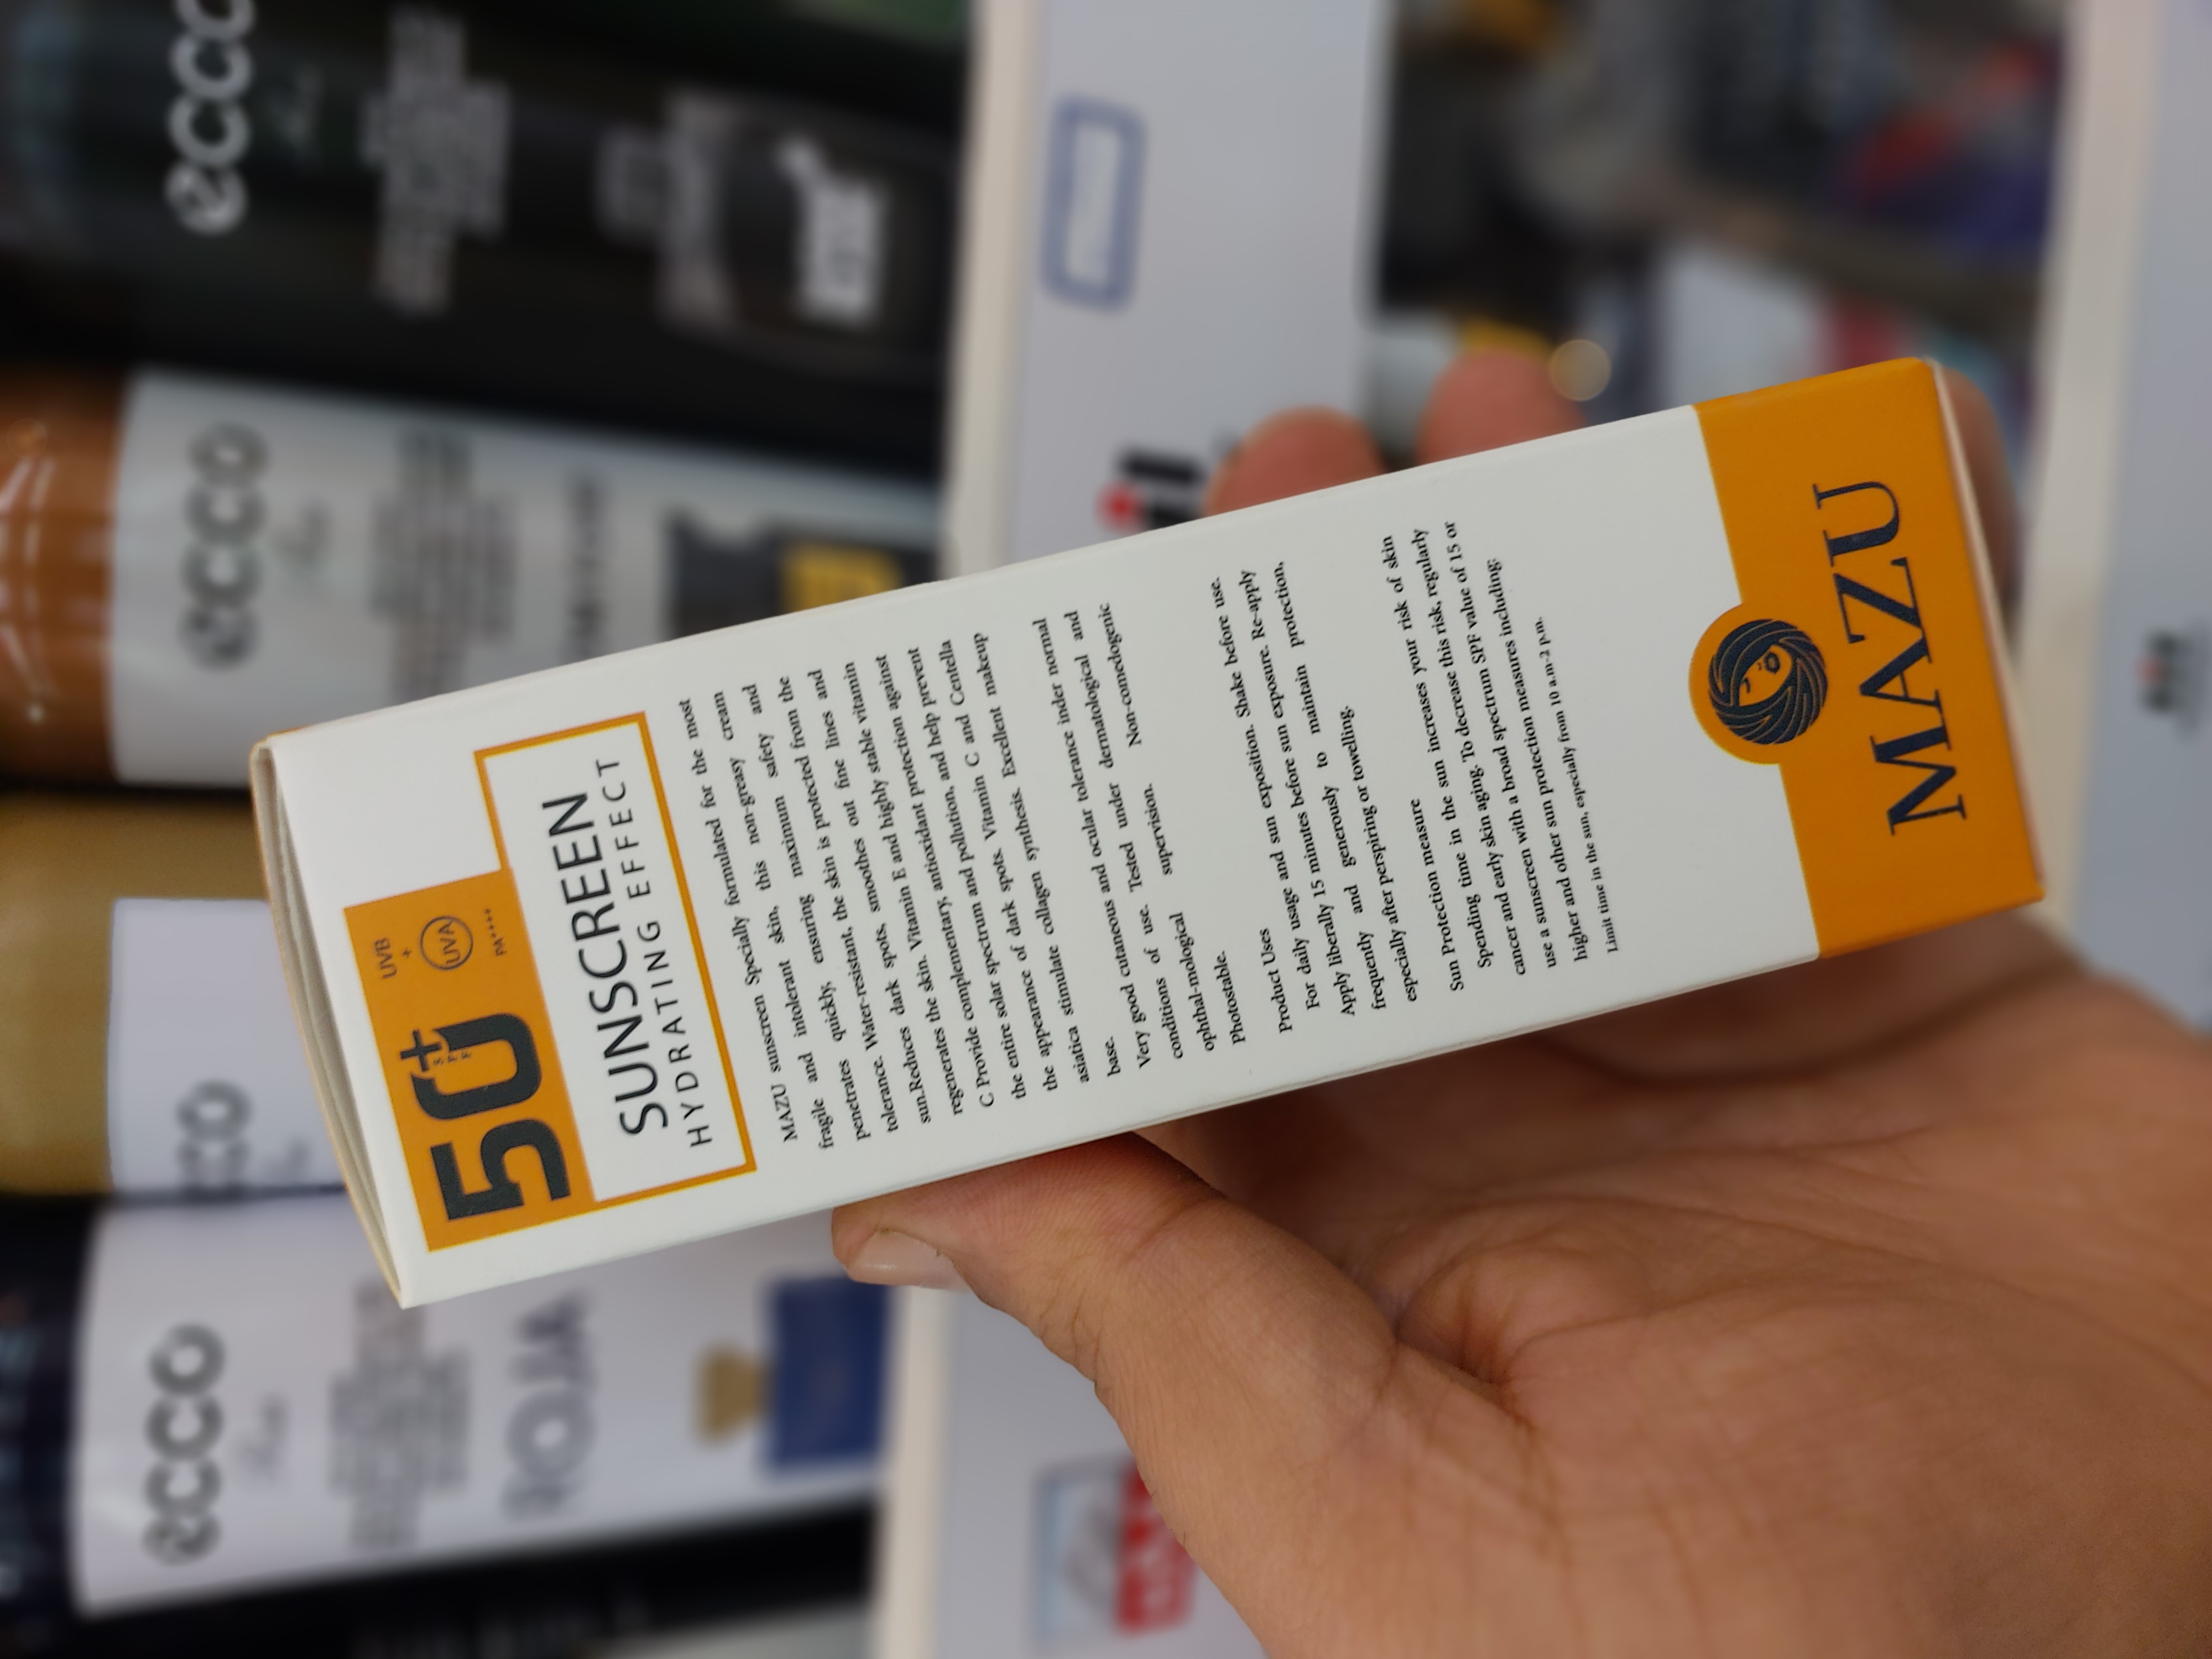 50+
SPF
UVB
+
UVA
PA++++
SUNSCREEN
HYDRATING EFFECT
MAZU sunscreen Specially formulated for the most
fragile and intolerant skin, this non-greasy cream
penetrates quickly, ensuring maximum safety and
tolerance. Water-resistant, the skin is protected from the
sun.Reduces dark spots, smoothes out fine lines and
regenerates the skin. Vitamin E and highly stable vitamin
C Provide complementary, antioxidant protection against
the entire solar spectrum and pollution, and help prevent
the appearance of dark spots. Vitamin C and Centella
asiatica stimulate collagen synthesis. Excellent makeup
base.
Very good cutaneous and ocular tolerance inder normal
conditions of use. Tested under dermatological and
ophthal-mological supervision. Non-comedogenic
Photostable.
Product Uses
For daily usage and sun exposition. Shake before use.
Apply liberally 15 minutes before sun exposure. Re-apply
frequently and generously to maintain protection,
especially after perspiring or towelling.
Sun Protection measure
Spending time in the sun increases your risk of skin
cancer and early skin aging. To decrease this risk, regularly
use a sunscreen with a broad spectrum SPF value of 15 or
higher and other sun protection measures including:
Limit time in the sun, especially from 10 a.m-2 p.m.
MAZU
ecco
ecco
ecco
ecco